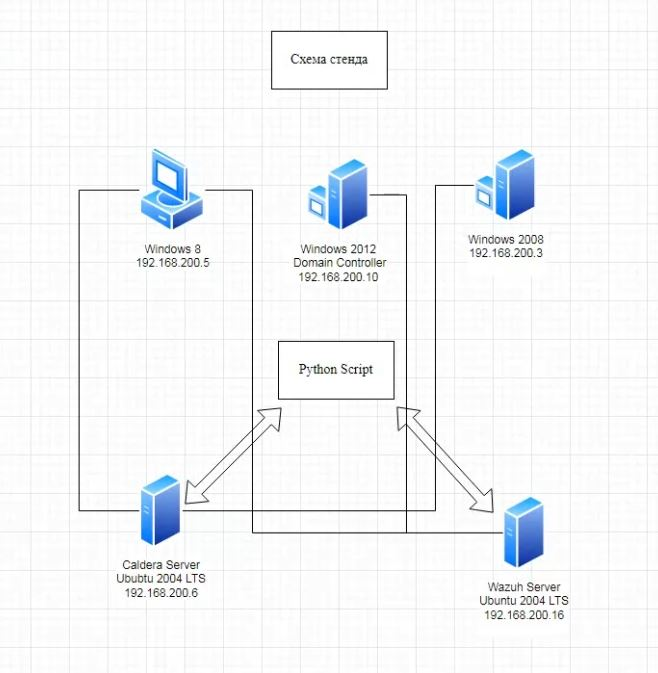 Схема стенда
Windows 8
192.168.200.5
Windows 2012
Domain Controller
192.168.200.10
Windows 2008
192.168.200.3
Python Script
Caldera Server
Ububtu 2004 LTS
192.168.200.6
Wazuh Server
Ubuntu 2004 LTS
192.168.200.16